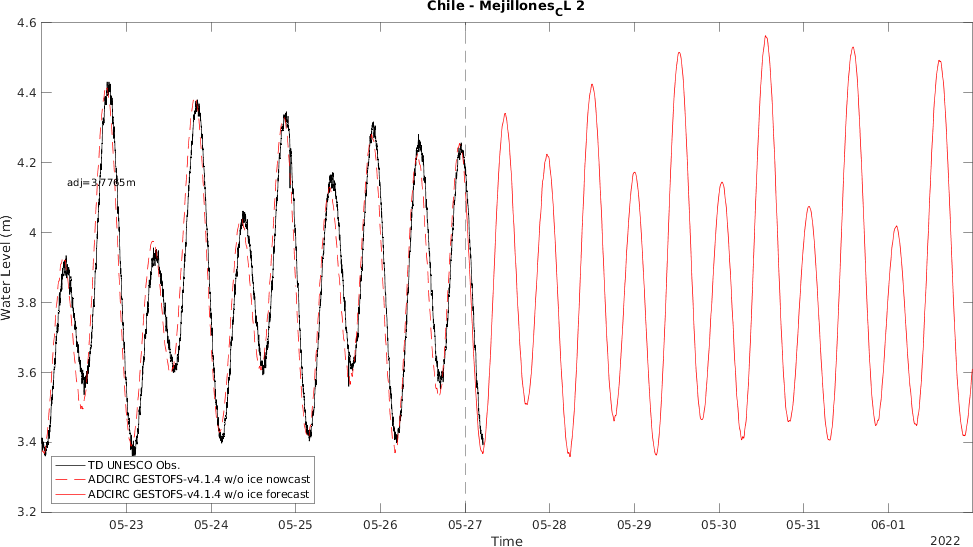 Chile - Mejillones_CL 2
4.6
4.4
4.2
4
3.8
3.6
3.4
3.2
Water Level (m)
adj=3.7765m
TD UNESCO Obs.
ADCIRC GESTOFS-v4.1.4 w/o ice nowcast
ADCIRC GESTOFS-v4.1.4 w/o ice forecast
05-23 05-24 05-25 05-26 05-27 05-28 05-29 05-30 05-31 06-01
Time
2022